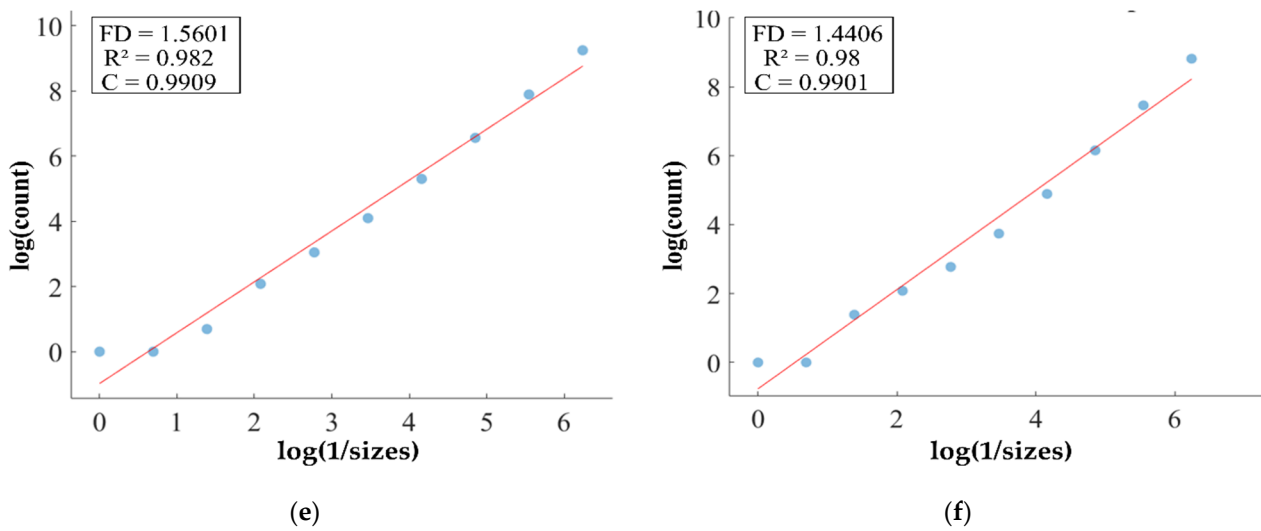 FD = 1.5601
R² = 0.982
C = 0.9909
10
8
6
4
2
0
log(count)
0 1 2 3 4 5 6
log(1/sizes)
(e)
FD = 1.4406
R² = 0.98
C = 0.9901
10
8
6
4
2
0
log(count)
0 2 4 6
log(1/sizes)
(f)